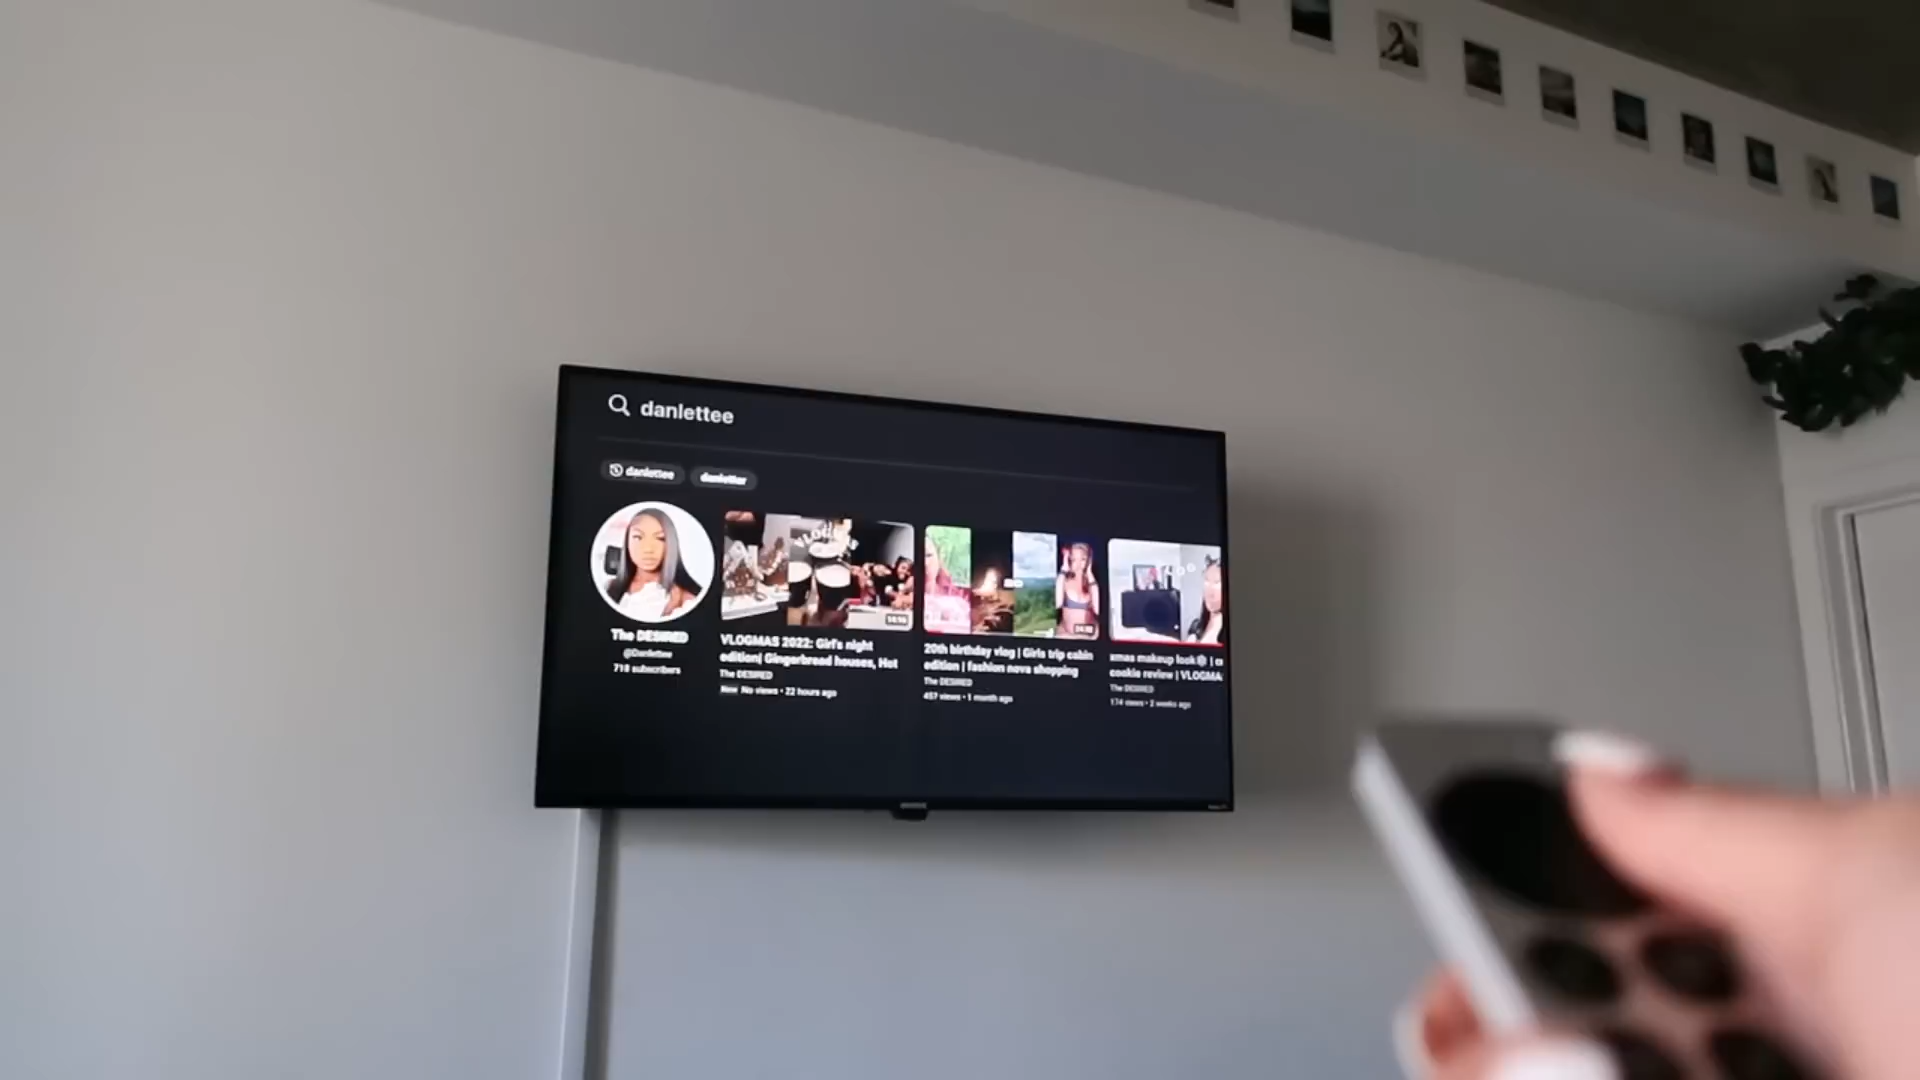 danlettee
danlettee
danletter
The DESIRED
@Danlettee
718 subscribers
VLOGMAS 2022: Girl's night
edition| Gingerbread houses, Hot
The DESIRED
New No views • 22 hours ago
20th birthday vlog | Girls trip cabin
edition | fashion nova shopping
The DESIRED
457 views • 1 month ago
xmas makeup look
cookie review | VLOGMA
The DESIRED
174 views • 2 weeks ago
VLOGMAS